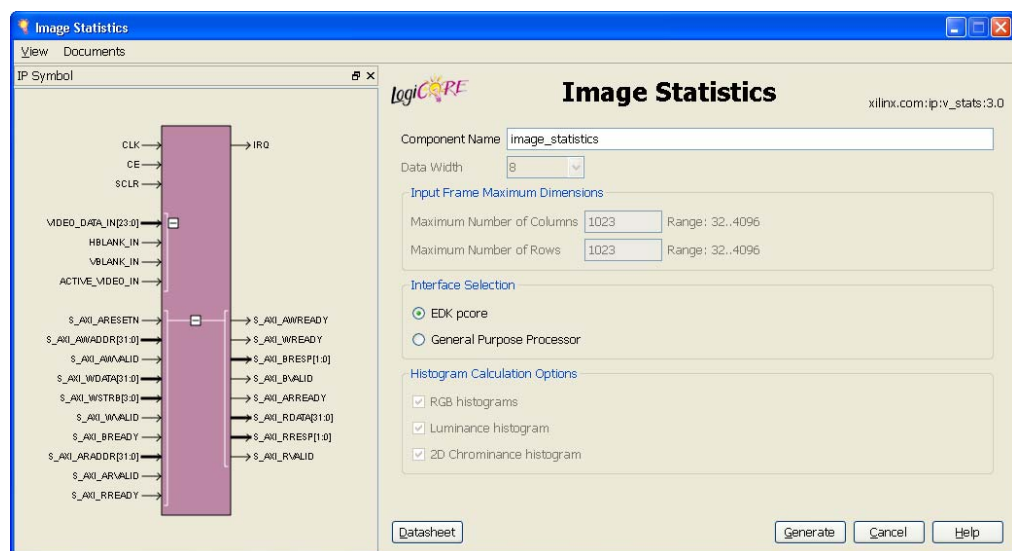 Image Statistics
View Documents
IP Symbol
CLK
CE
SCLR
VIDEO_DATA_IN[23:0]
HBLANK_IN
VBLANK_IN
ACTIVE_VIDEO_IN
S_AXI_ARESETN
S_AXI_AWADDR[31:0]
S_AXI_AWVALID
S_AXI_WDATA[31:0]
S_AXI_WSTRB[3:0]
S_AXI_WVALID
S_AXI_BREADY
S_AXI_ARADDR[31:0]
S_AXI_ARVALID
S_AXI_RREADY
IRQ
S_AXI_AWREADY
S_AXI_WREADY
S_AXI_BRESP[1:0]
S_AXI_BVALID
S_AXI_ARREADY
S_AXI_RDATA[31:0]
S_AXI_RRESP[1:0]
S_AXI_RVALID
LogiCORE
Image Statistics
xilinx.com:ip:v_stats:3.0
Component Name image_statistics
Data Width 8
Input Frame Maximum Dimensions
Maximum Number of Columns 1023 Range: 32..4096
Maximum Number of Rows 1023 Range: 32..4096
Interface Selection
EDK pcore
General Purpose Processor
Histogram Calculation Options
RGB histograms
Luminance histogram
2D Chrominance histogram
Datasheet Generate Cancel Help